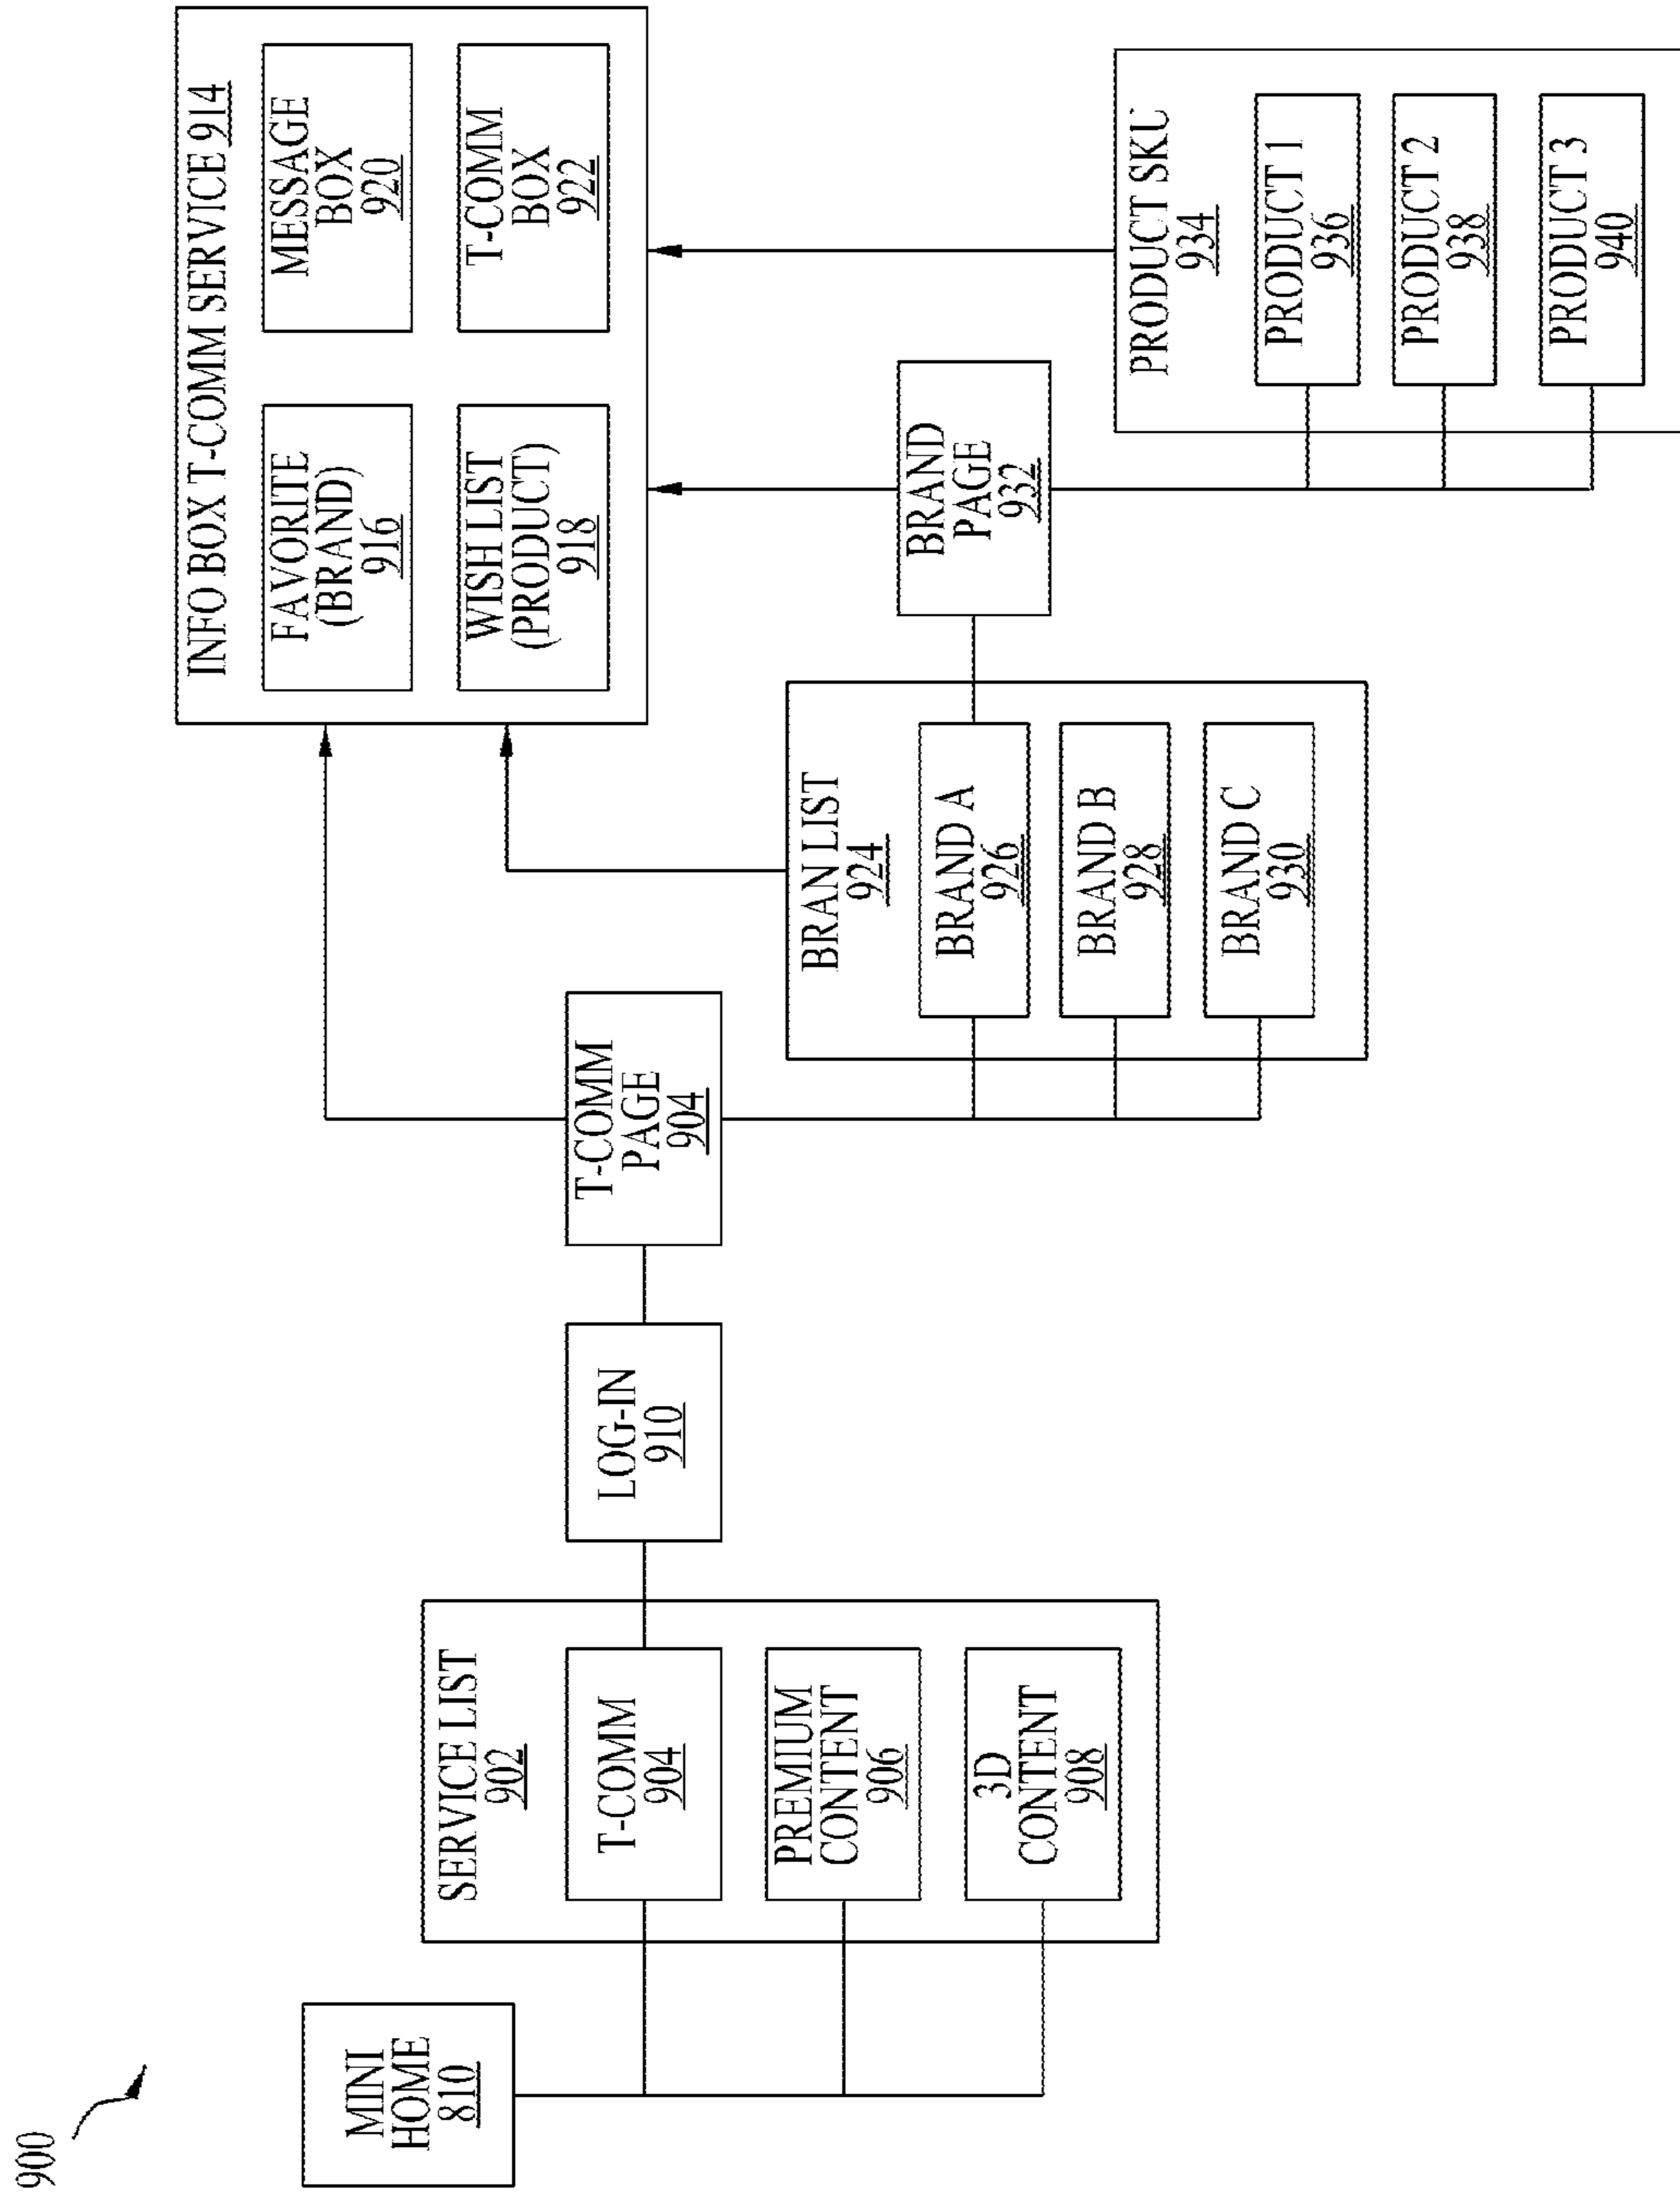 900
MINI
HOME
810
SERVICE LIST
902
T-COMM
904
PREMIUM
CONTENT
906
3D
CONTENT
908
LOG-IN
910
T-COMM
PAGE
904
INFO BOX T-COMM SERVICE 914
FAVORITE
(BRAND)
916
MESSAGE
BOX
920
WISH LIST
(PRODUCT)
918
T-COMM
BOX
922
BRAN LIST
924
BRAND A
926
BRAND B
928
BRAND C
930
BRAND
PAGE
932
PRODUCT SKU
934
PRODUCT 1
936
PRODUCT 2
938
PRODUCT 3
940